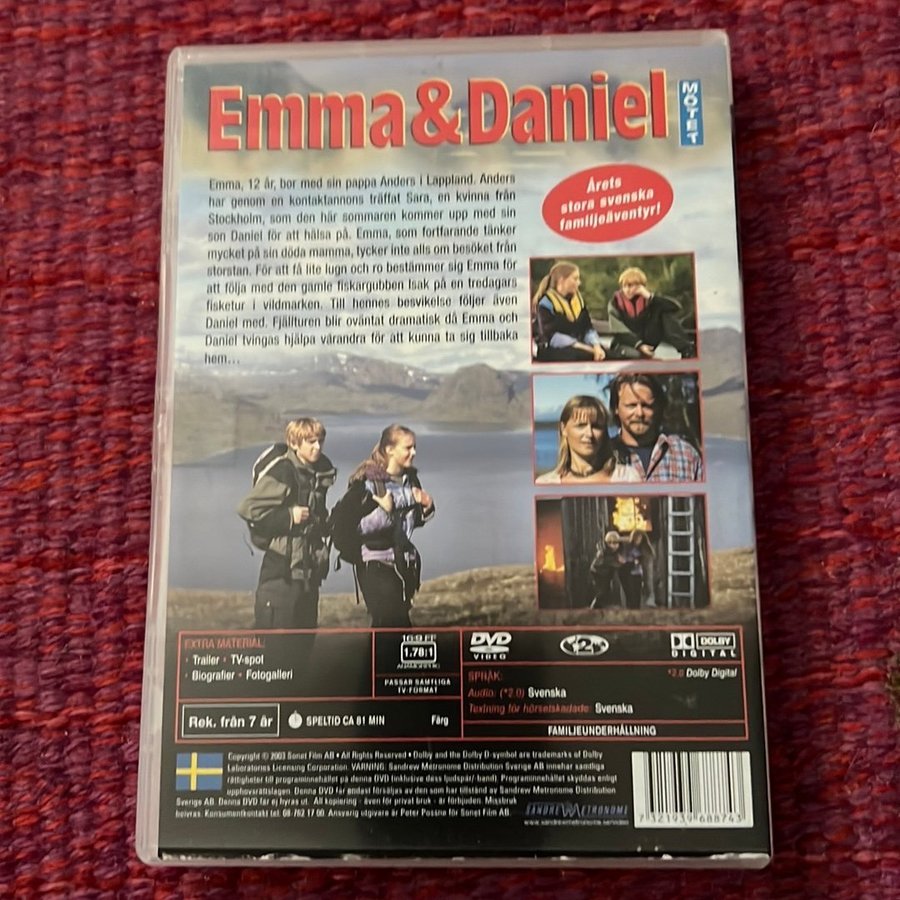 Emma & Daniel
MÖTET
Emma, 12 år, bor med sin pappa Anders i Lappland. Anders
har genom en kontaktannons träffat Sara, en kvinna från
Stockholm, som den här sommaren kommer upp med sin
son Daniel för att hälsa på. Emma, som fortfarande tänker
mycket på sin döda mamma, tycker inte alls om besöket från
storstan. För att få lite lugn och ro bestämmer sig Emma för
att följa med den gamle fiskargubben Isak på en tredagars
fisketur i vildmarken. Till hennes besvikelse följer även
Daniel med. Fjällturen blir oväntat dramatisk då Emma och
Daniel tvingas hjälpa varandra för att kunna ta sig tillbaka
hem...
Årets
stora svenska
familjeäventyr!
EXTRA MATERIAL:
· Trailer · TV-spot
· Biografier · Fotogalleri
16:9 FF
1.78:1
PASSAR SAMTLIGA
TV-FORMAT
DVD
VIDEO
2
DOLBY
DIGITAL
*2.0 Dolby Digital
SPRÅK:
Audio: (*2.0) Svenska
Textning för hörselskadade: Svenska
Rek. från 7 år
SPELTID CA 81 MIN
Färg
FAMILJEUNDERHÅLLNING
Copyright © 2003 Sonet Film AB • All Rights Reserved • Dolby and the Dolby D-symbol are trademarks of Dolby
Laboratories Licensing Corporation. VARNING: Sandrew Metronome Distribution Sverige AB innehar samtliga
rättigheter till programinnehållet på denna DVD (inklusive dess ljudspår/ band). Programinnehållet skyddas enligt
upphovsrättslagen. Denna DVD får endast försäljas av den som har tillstånd av Sandrew Metronome Distribution
Sverige AB. Denna DVD får ej hyras ut. All kopiering - även för privat bruk - är förbjuden. Missbruk
beivras. Konsumentkontakt tel. 08-762 17 00. Ansvarig utgivare är Peter Possne för Sonet Film AB.
SANDREW METRONOME
www.sandrewmetronome.se/video
7 321939 688743